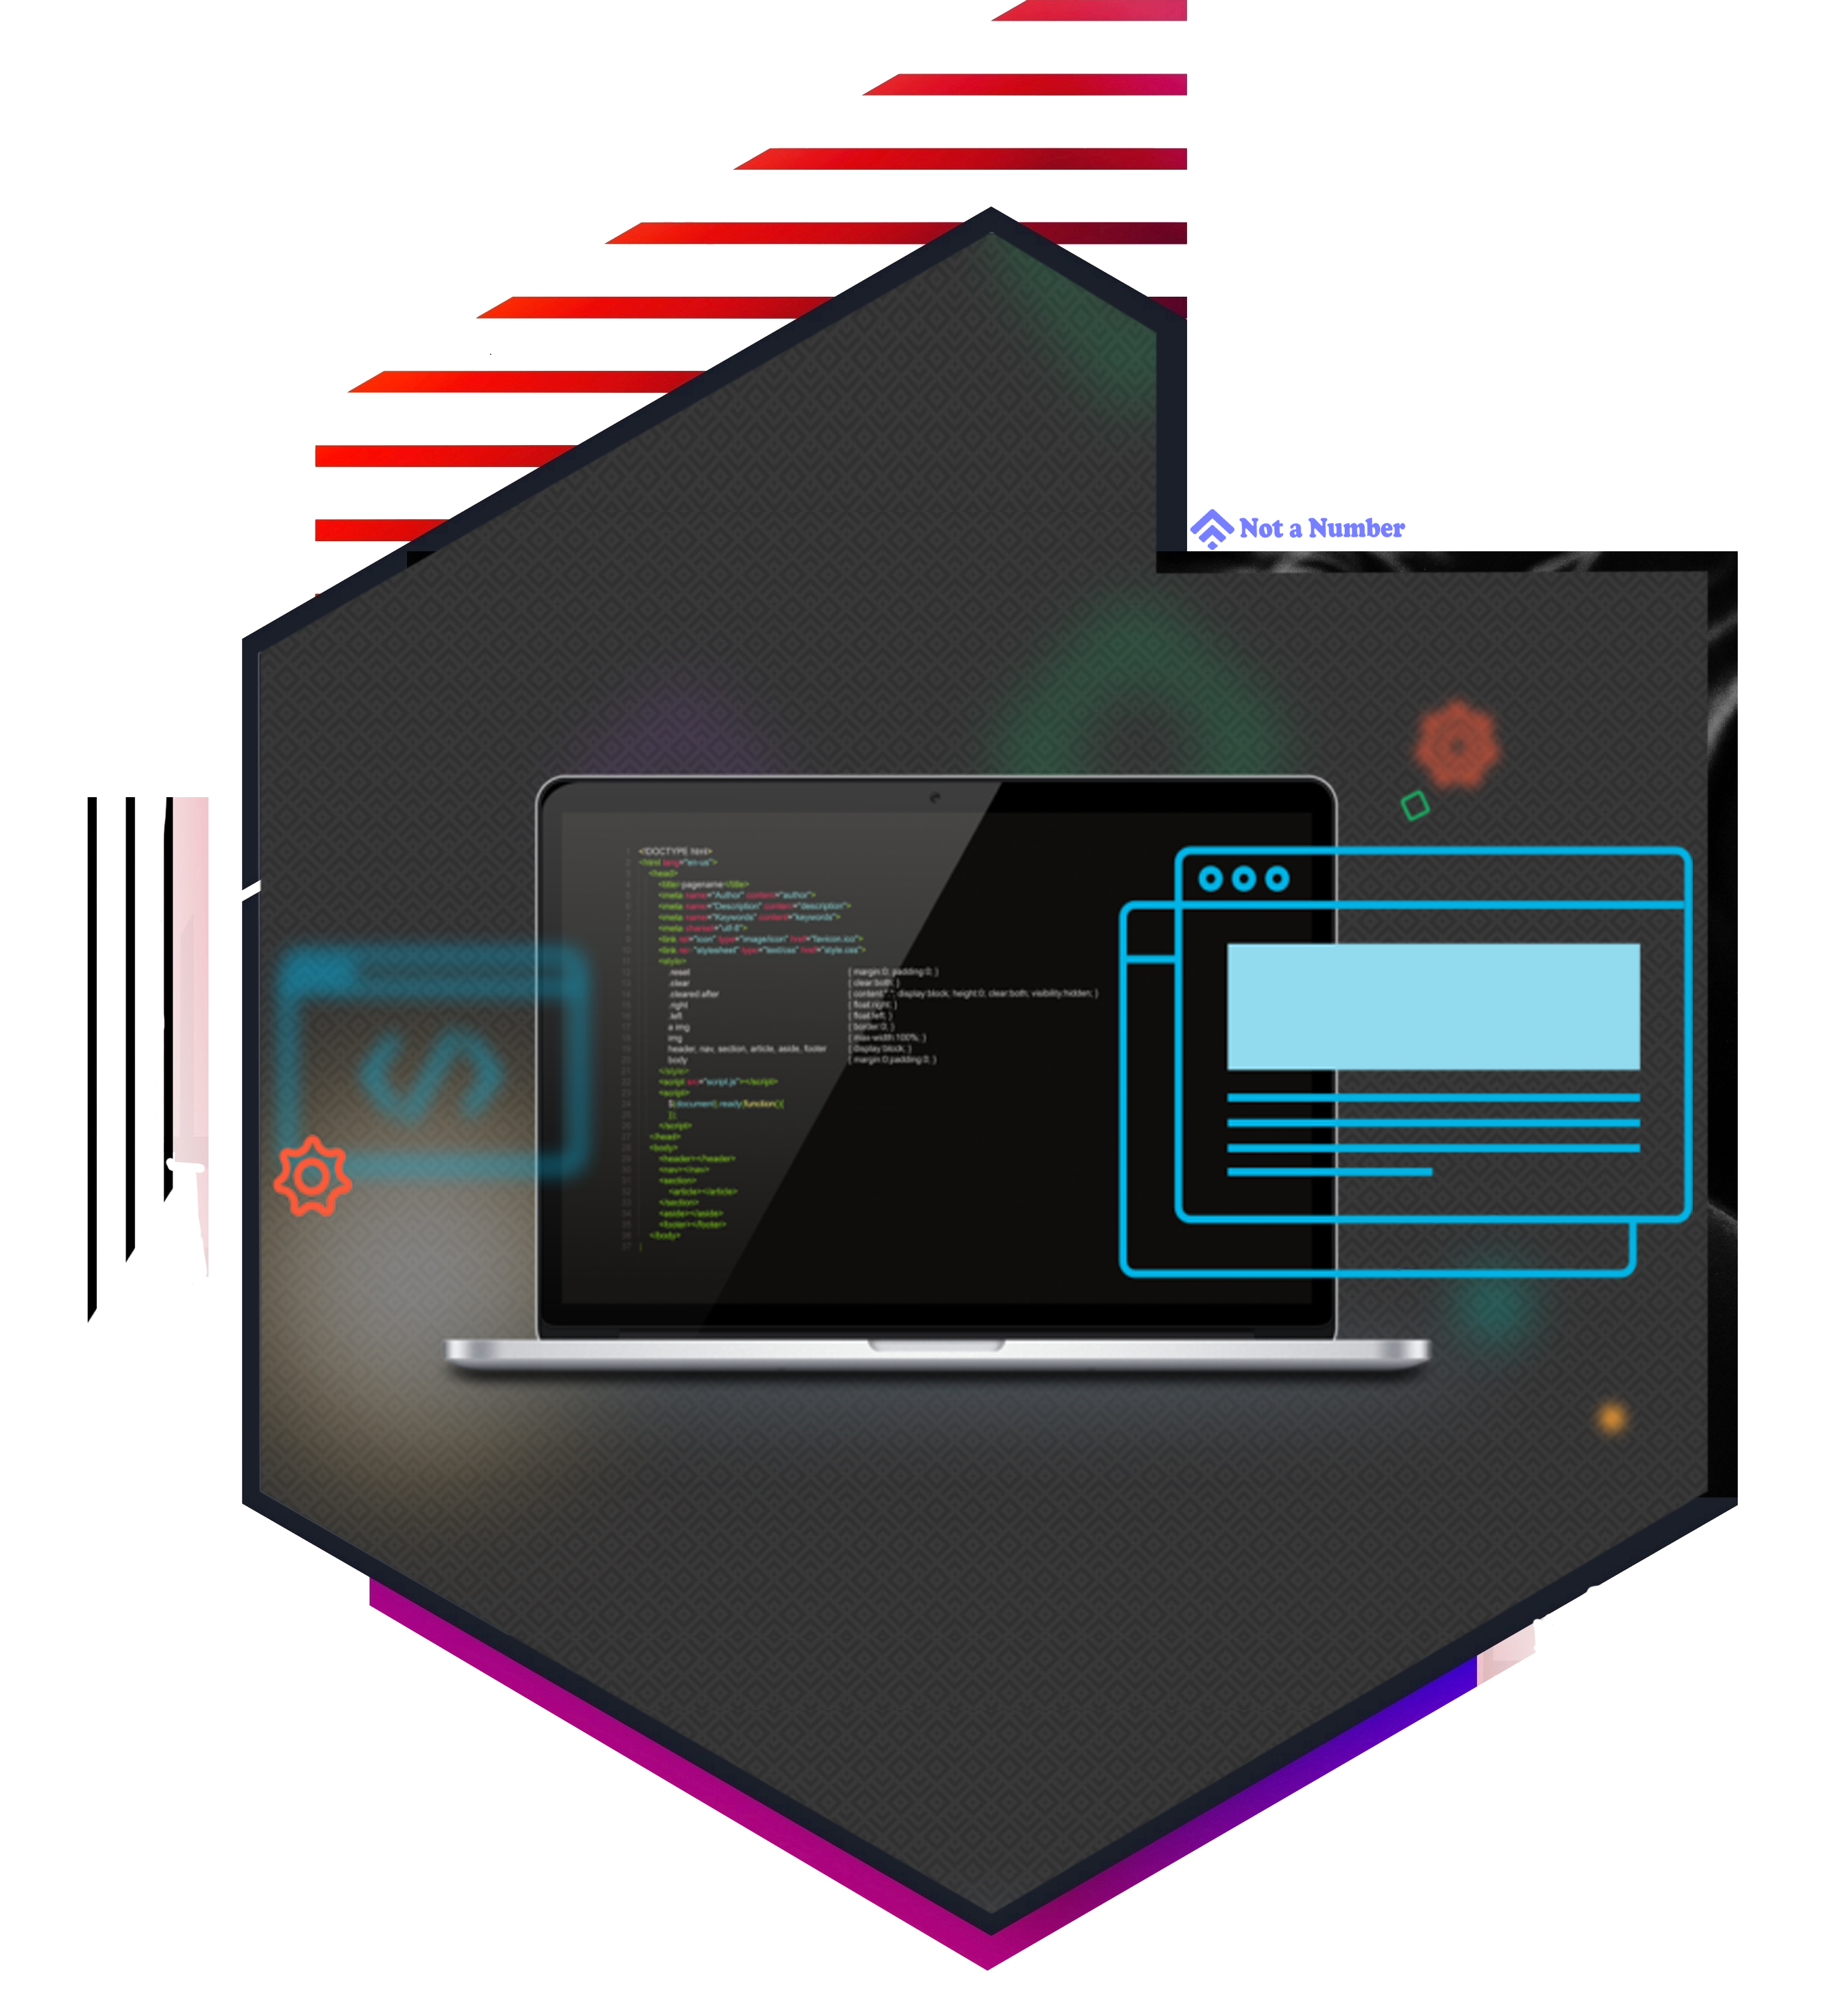 Not a Number
<!DOCTYPE html>
<html lang="en-us">
<head>
<title>pagename</title>
<meta name="Author" content="author">
<meta name="Description" content="description">
<meta name="Keywords" content="keywords">
<meta charset="utf-8">
<link rel="icon" type="image/icon" href="favicon.ico">
<link rel="stylesheet" type="text/css" href="style.css">
<style>
.reset { margin:0; padding:0; }
.clear { clear:both; }
.cleared:after { content:" "; display:block; height:0; clear:both; visibility:hidden; }
.right { float:right; }
.left { float:left; }
a img { border:0; }
img { max-width:100%; }
header, nav, section, article, aside, footer { display:block; }
body { margin:0; padding:0; }
</style>
<script src="script.js"></script>
<script>
$(document).ready(function(){
});
</script>
</head>
<body>
<header></header>
<nav></nav>
<section>
<article></article>
</section>
<aside></aside>
<footer></footer>
</body>